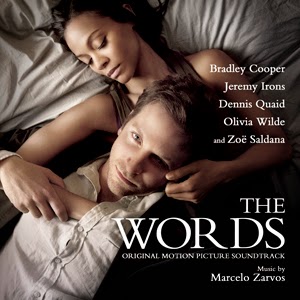 Bradley Cooper
Jeremy Irons
Dennis Quaid
Olivia Wilde
and Zoë Saldana
THE
WORDS
ORIGINAL MOTION PICTURE SOUNDTRACK
Music by
Marcelo Zarvos